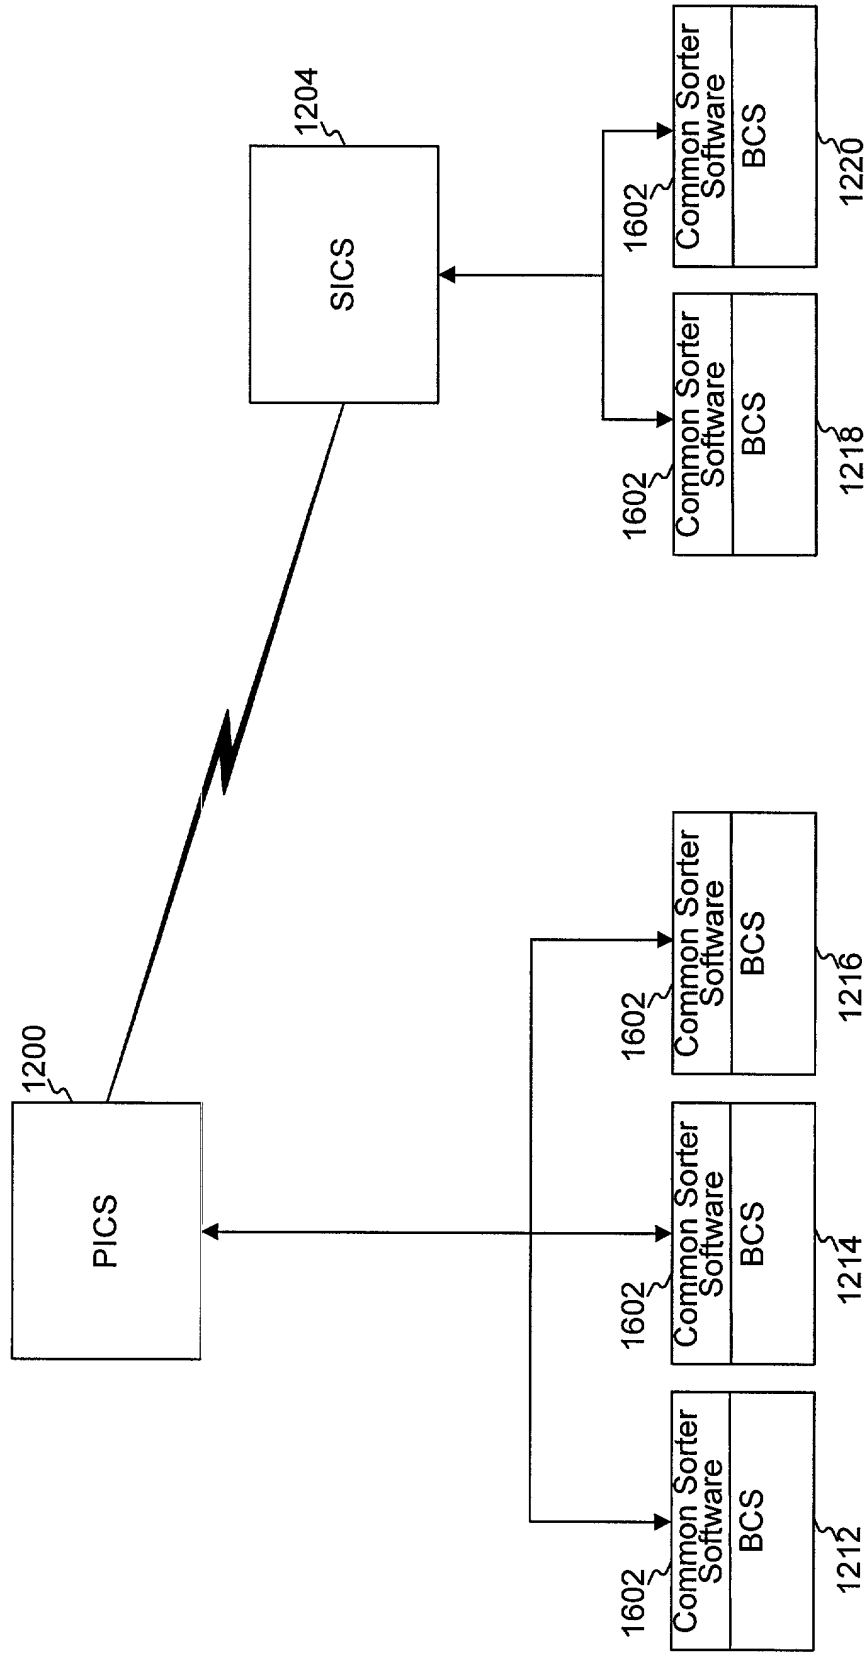 1200
PICS
1204
SICS
1602
Common Sorter
Software
BCS
1212
1602
Common Sorter
Software
BCS
1214
1602
Common Sorter
Software
BCS
1216
1602
Common Sorter
Software
BCS
1218
1602
Common Sorter
Software
BCS
1220